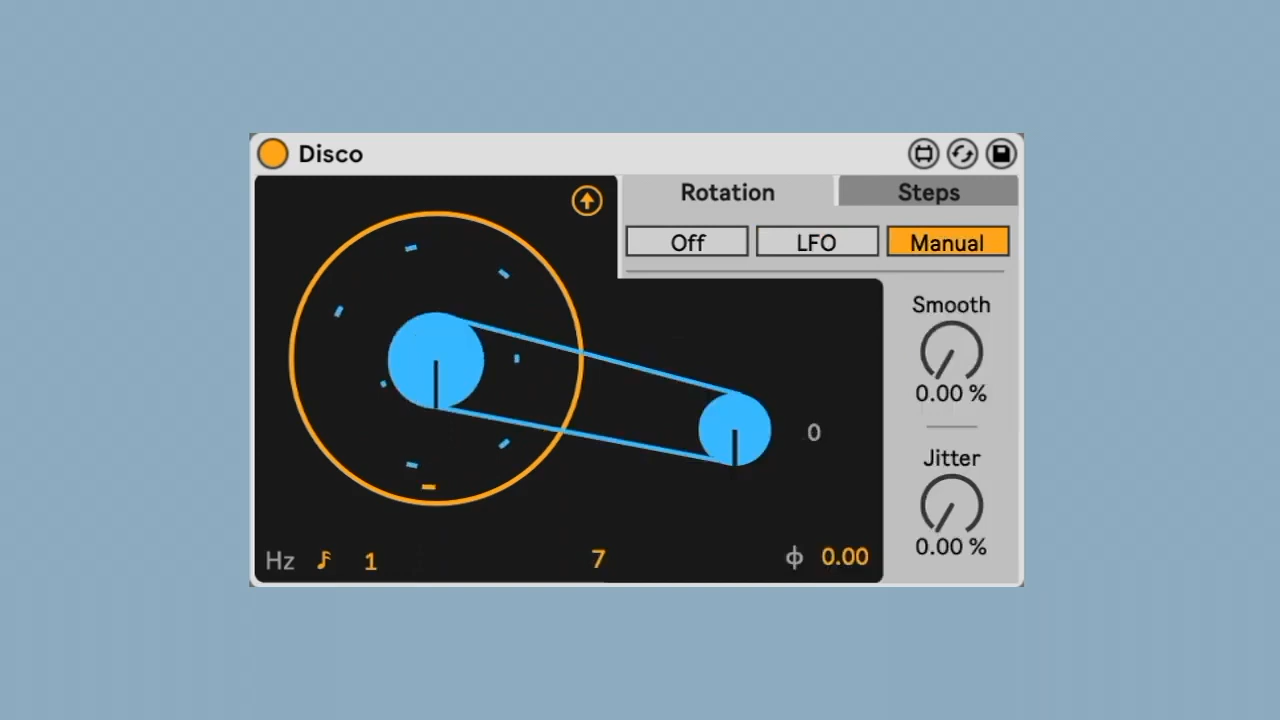 Disco
Rotation Steps
Off LFO Manual
Smooth
0.00 %
0
Jitter
0.00 %
Hz 1 7 ϕ 0.00